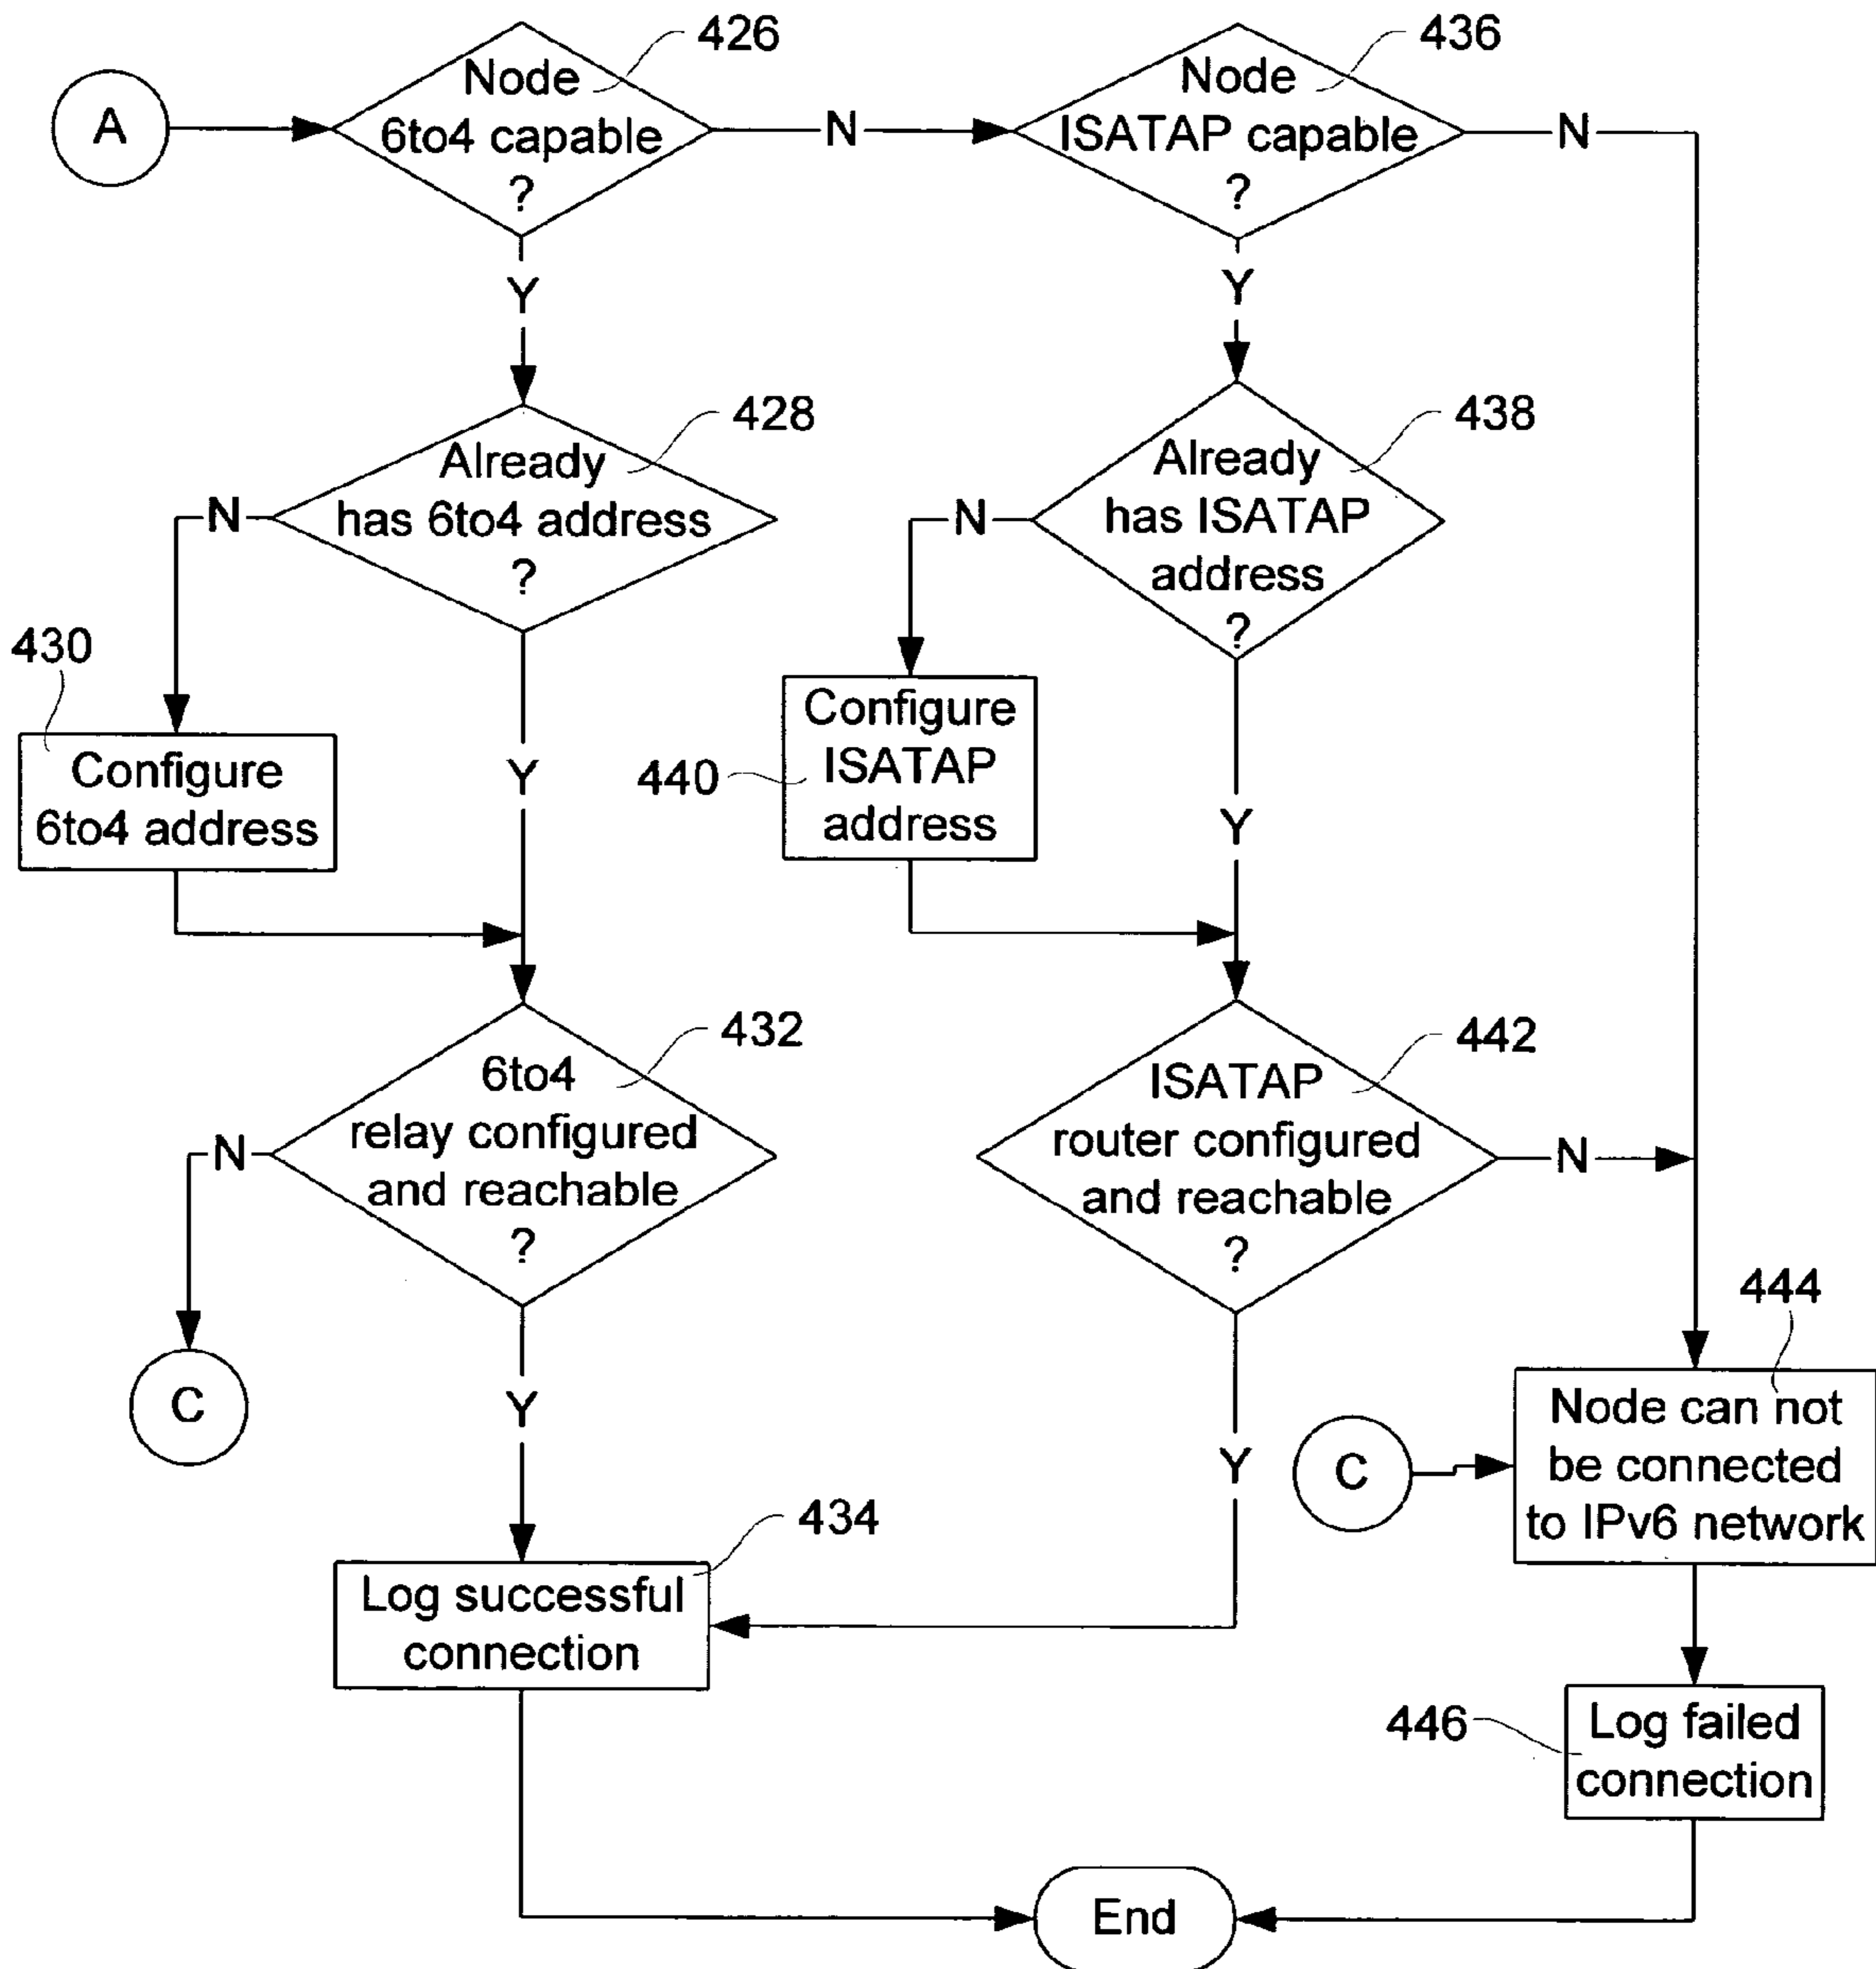 426
436
A
Node
6to4 capable
?
N
Node
ISATAP capable
?
N
Y
Y
428
438
Already
has 6to4 address
?
N
Already
has ISATAP
address
?
N
430
Configure
6to4 address
Y
440
Configure
ISATAP
address
Y
432
6to4
relay configured
and reachable
?
N
442
ISATAP
router configured
and reachable
?
N
C
Y
Y
444
C
Node can not
be connected
to IPv6 network
434
Log successful
connection
446
Log failed
connection
End